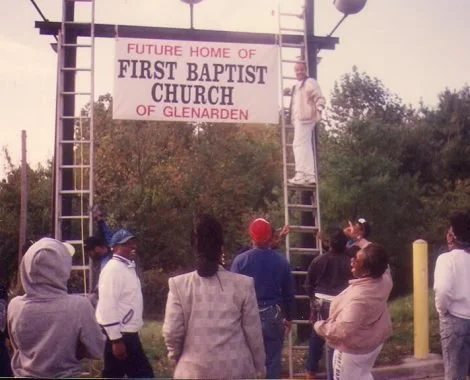 FUTURE HOME OF
FIRST BAPTIST
CHURCH
OF GLENARDEN